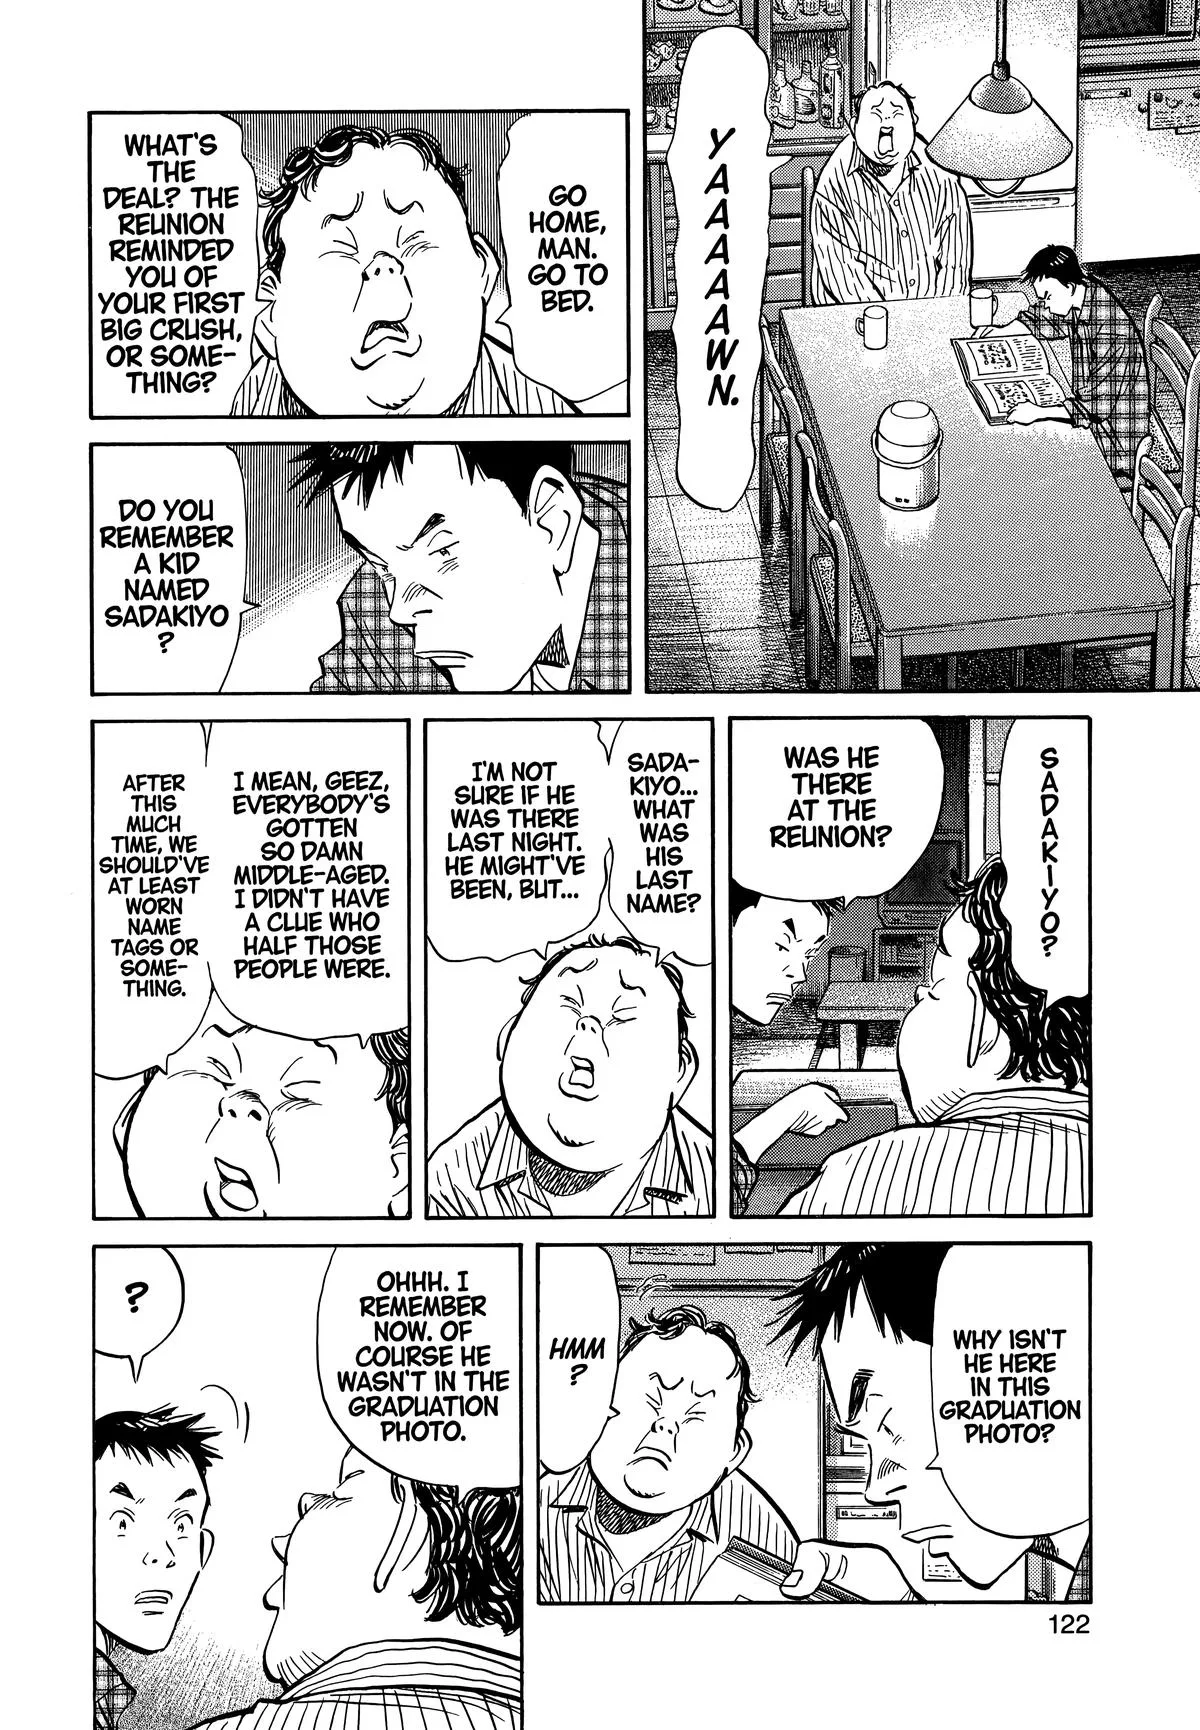 YAAAAAWN.
GO
HOME,
MAN.
GO TO
BED.
WHAT'S
THE
DEAL? THE
REUNION
REMINDED
YOU OF
YOUR FIRST
BIG CRUSH,
OR SOME-
THING?
DO YOU
REMEMBER
A KID
NAMED
SADAKIYO
?
SADAKIYO?
WAS HE
THERE
AT THE
REUNION?
SADA-
KIYO...
WHAT
WAS
HIS
LAST
NAME?
I'M NOT
SURE IF HE
WAS THERE
LAST NIGHT.
HE MIGHT'VE
BEEN, BUT...
I MEAN, GEEZ,
EVERYBODY'S
GOTTEN
SO DAMN
MIDDLE-AGED.
I DIDN'T HAVE
A CLUE WHO
HALF THOSE
PEOPLE WERE.
AFTER
THIS
MUCH
TIME, WE
SHOULD'VE
AT LEAST
WORN
NAME
TAGS OR
SOME-
THING.
WHY ISN'T
HE HERE
IN THIS
GRADUATION
PHOTO?
HMM
?
OHHH. I
REMEMBER
NOW. OF
COURSE HE
WASN'T IN THE
GRADUATION
PHOTO.
?
122